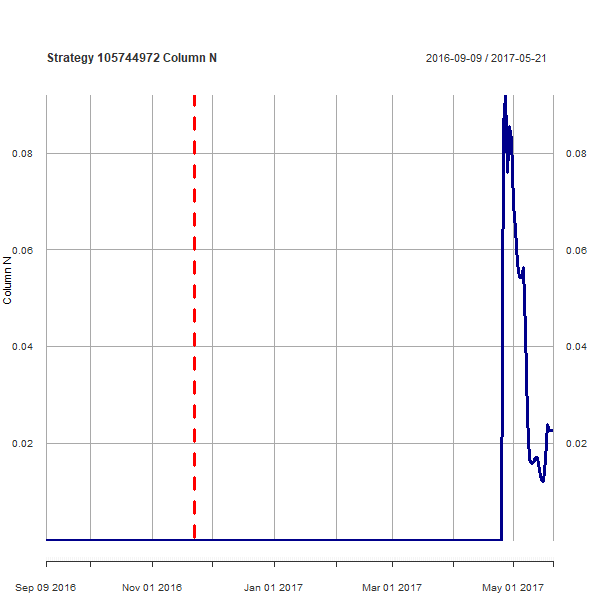 Strategy 105744972 Column N
2016-09-09 / 2017-05-21
0.08
0.06
0.04
0.02
Column N
0.08
0.06
0.04
0.02
Sep 09 2016
Nov 01 2016
Jan 01 2017
Mar 01 2017
May 01 2017